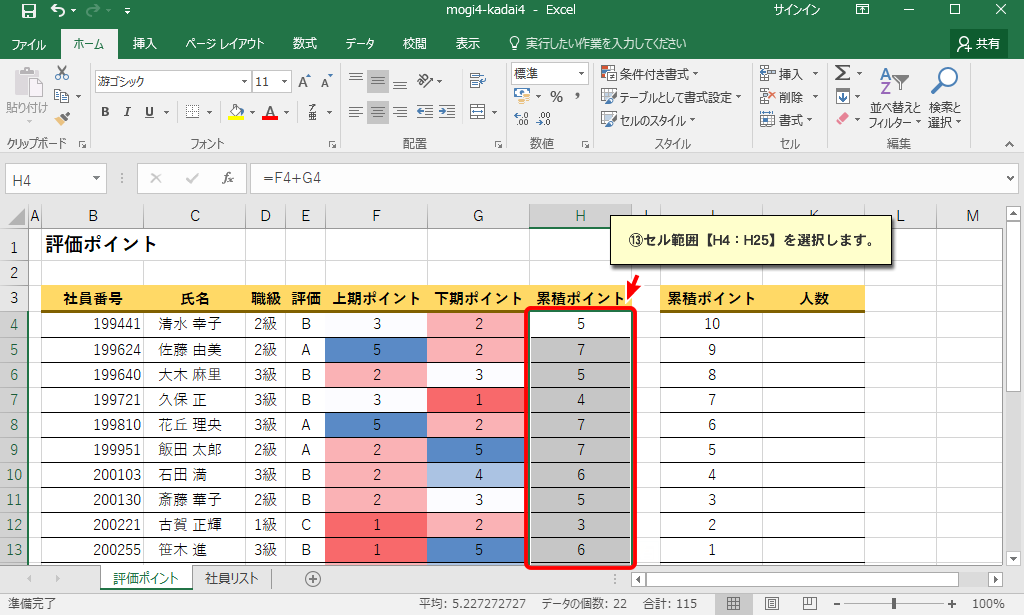 mogi4-kadai4 - Excel
サインイン
ファイル ホーム 挿入 ページ レイアウト 数式 データ 校閲 表示 実行したい作業を入力してください 共有
貼り付け
クリップボード
游ゴシック 11 A A
B I U A
フォント
配置
標準
% ,
数値
条件付き書式
テーブルとして書式設定
セルのスタイル
スタイル
挿入
削除
書式
セル
並べ替えと フィルター
検索と 選択
編集
H4 fx =F4+G4
A B C D E F G H I J K L M
⑬セル範囲【H4：H25】を選択します。
1 評価ポイント
2
3 社員番号 氏名 職級 評価 上期ポイント 下期ポイント 累積ポイント 累積ポイント 人数
4 199441 清水 幸子 2級 B 3 2 5 10
5 199624 佐藤 由美 2級 A 5 2 7 9
6 199640 大木 麻里 3級 B 2 3 5 8
7 199721 久保 正 3級 B 3 1 4 7
8 199810 花丘 理央 3級 A 5 2 7 6
9 199951 飯田 太郎 2級 A 2 5 7 5
10 200103 石田 満 3級 B 2 4 6 4
11 200130 斎藤 華子 2級 B 2 3 5 3
12 200221 古賀 正輝 1級 C 1 2 3 2
13 200255 笹木 進 3級 B 1 5 6 1
評価ポイント 社員リスト
準備完了 平均: 5.227272727 データの個数: 22 合計: 115 100%